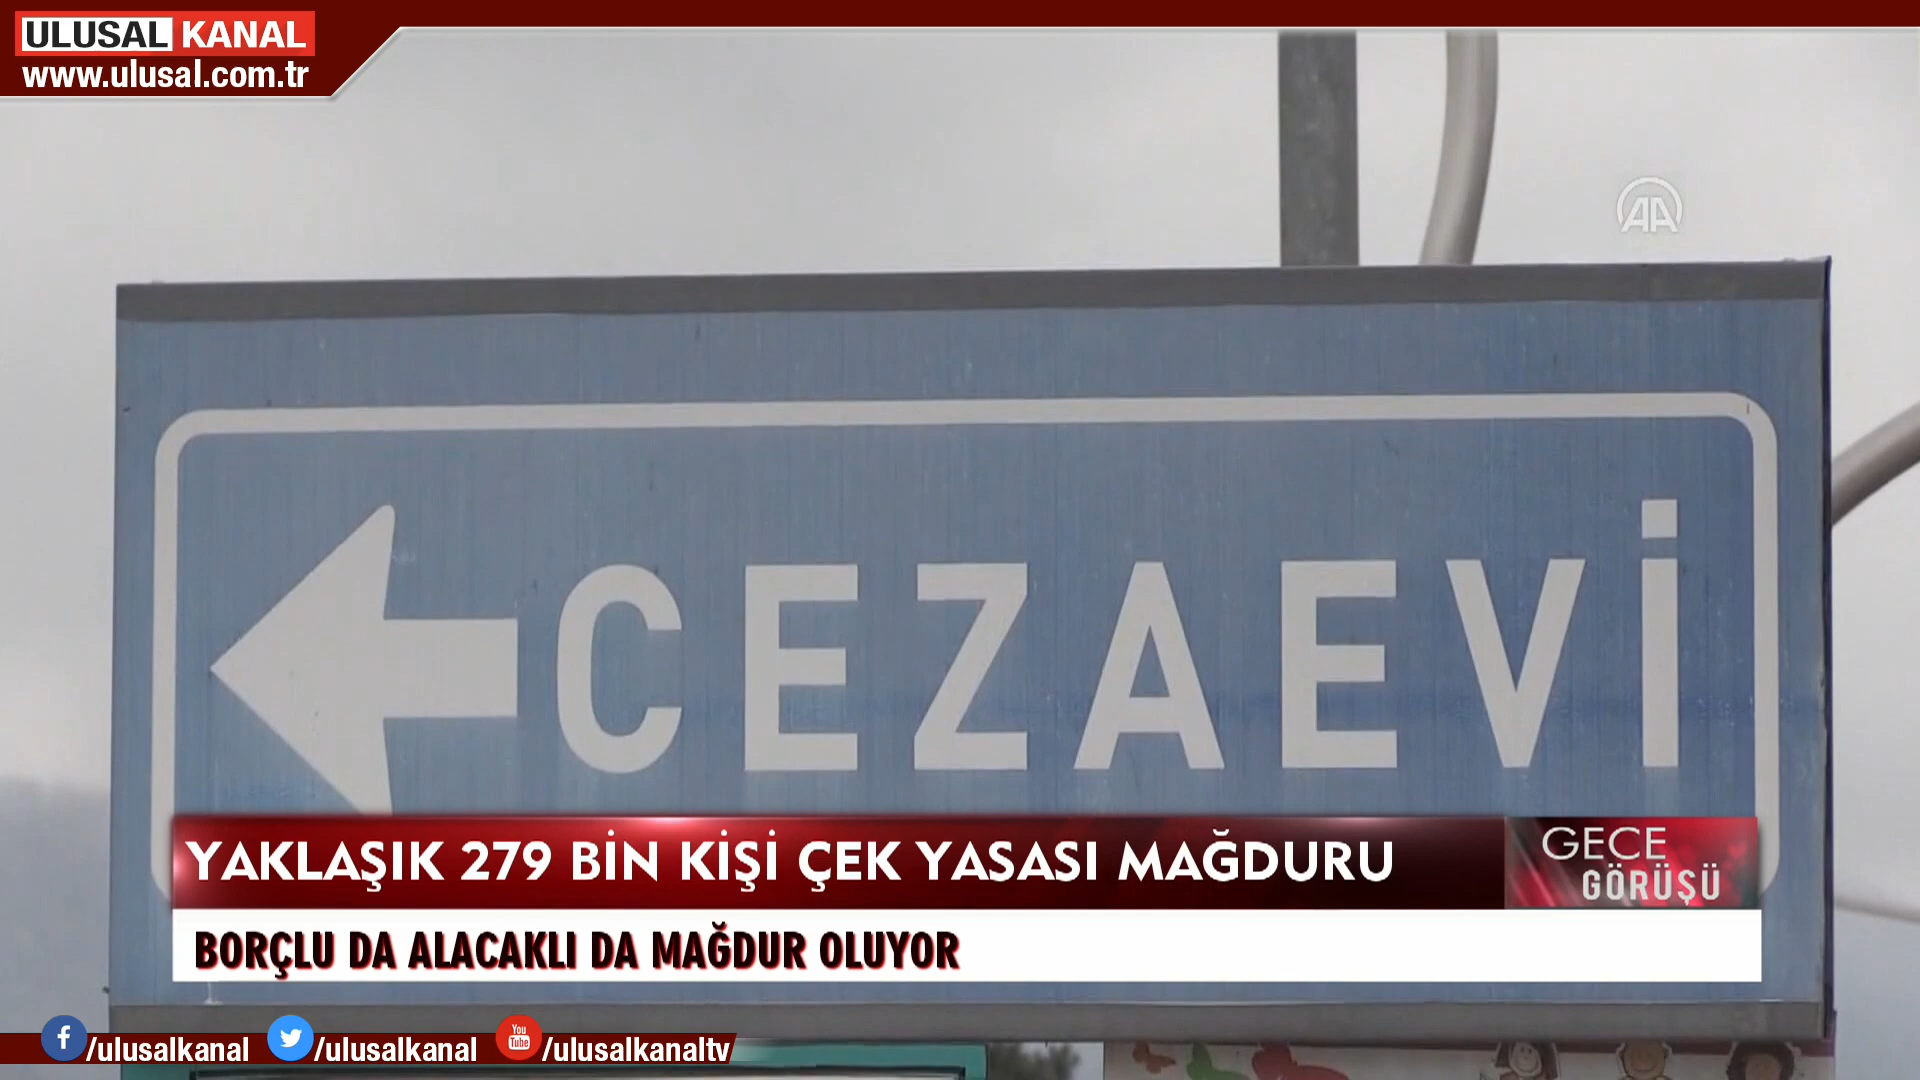 ULUSAL KANAL
www.ulusal.com.tr
AA
CEZAEVİ
YAKLAŞIK 279 BİN KİŞİ ÇEK YASASI MAĞDURU
GECE
GÖRÜŞÜ
BORÇLU DA ALACAKLI DA MAĞDUR OLUYOR
f /ulusalkanal /ulusalkanal You Tube /ulusalkanaltv